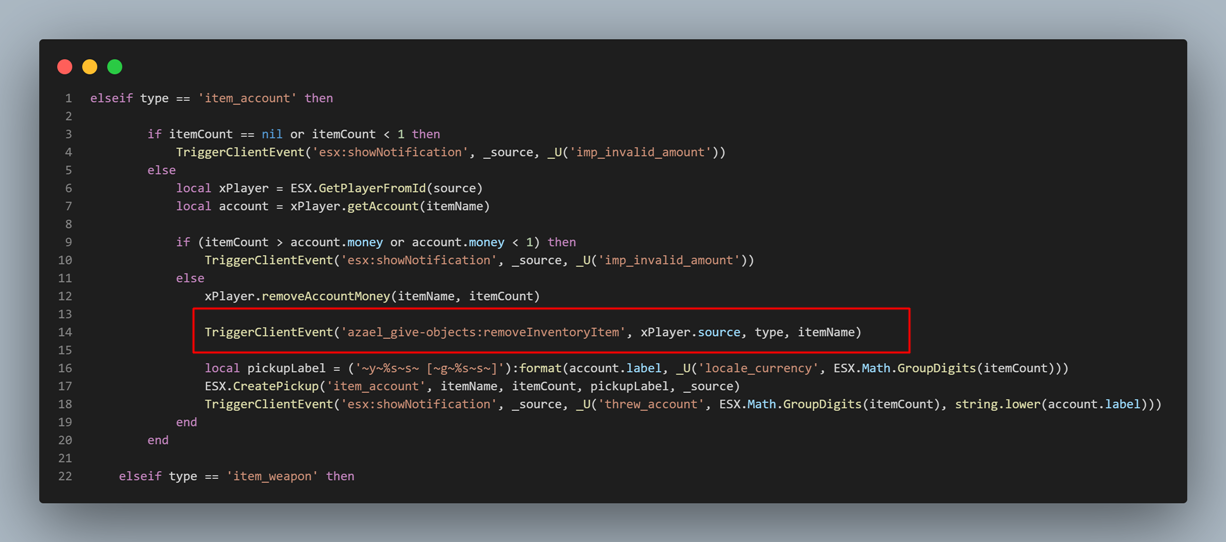 1 elseif type == 'item_account' then
2
3 if itemCount == nil or itemCount < 1 then
4 TriggerClientEvent('esx:showNotification', _source, _U('imp_invalid_amount'))
5 else
6 local xPlayer = ESX.GetPlayerFromId(source)
7 local account = xPlayer.getAccount(itemName)
8
9 if (itemCount > account.money or account.money < 1) then
10 TriggerClientEvent('esx:showNotification', _source, _U('imp_invalid_amount'))
11 else
12 xPlayer.removeAccountMoney(itemName, itemCount)
13
14 TriggerClientEvent('azael_give-objects:removeInventoryItem', xPlayer.source, type, itemName)
15
16 local pickupLabel = ('~y~%s~s~ [~g~%s~s~]'):format(account.label, _U('locale_currency', ESX.Math.GroupDigits(itemCount)))
17 ESX.CreatePickup('item_account', itemName, itemCount, pickupLabel, _source)
18 TriggerClientEvent('esx:showNotification', _source, _U('threw_account', ESX.Math.GroupDigits(itemCount), string.lower(account.label)))
19 end
20 end
21
22 elseif type == 'item_weapon' then